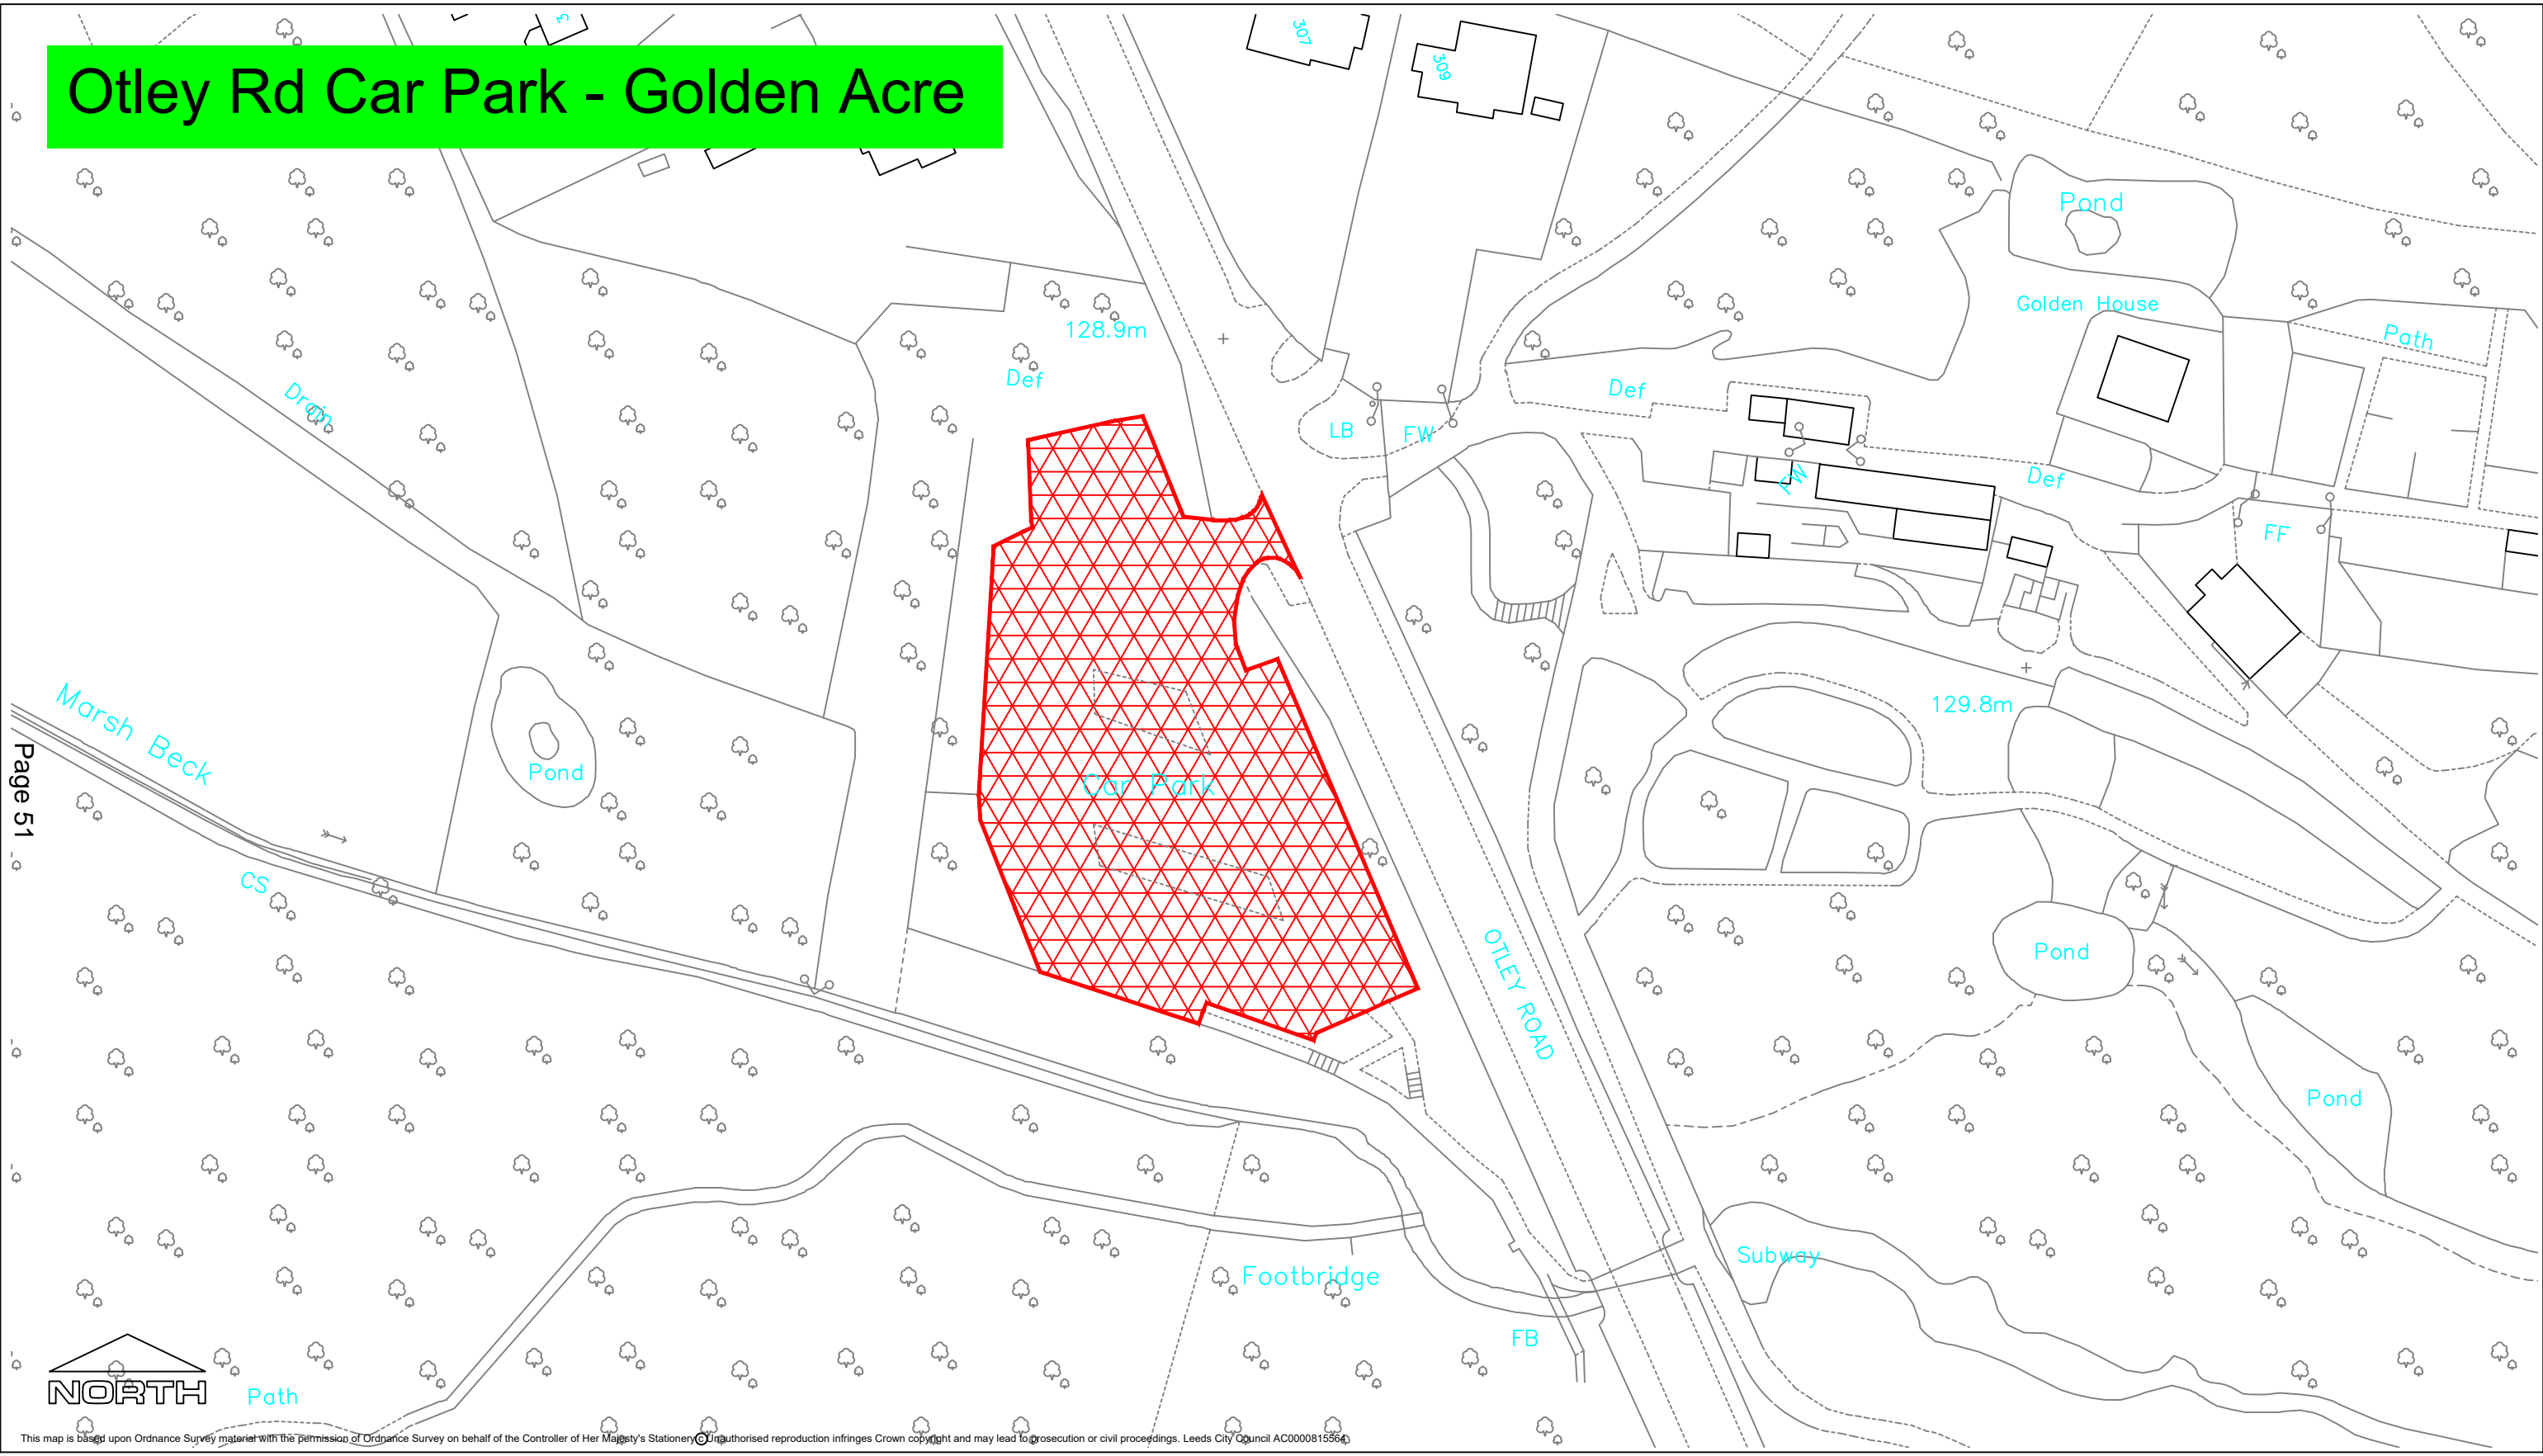 Otley Rd Car Park - Golden Acre
307
309
Pond
Golden House
Path
128.9m
Def
Def
LB
FW
Drain
FW
Def
FF
Marsh Beck
Pond
Car Park
129.8m
Page 51
CS
OTLEY ROAD
Pond
Pond
Subway
Footbridge
FB
NORTH
Path
This map is based upon Ordnance Survey material with the permission of Ordnance Survey on behalf of the Controller of Her Majesty's Stationery © Unauthorised reproduction infringes Crown copyright and may lead to prosecution or civil proceedings. Leeds City Council AC0000815364